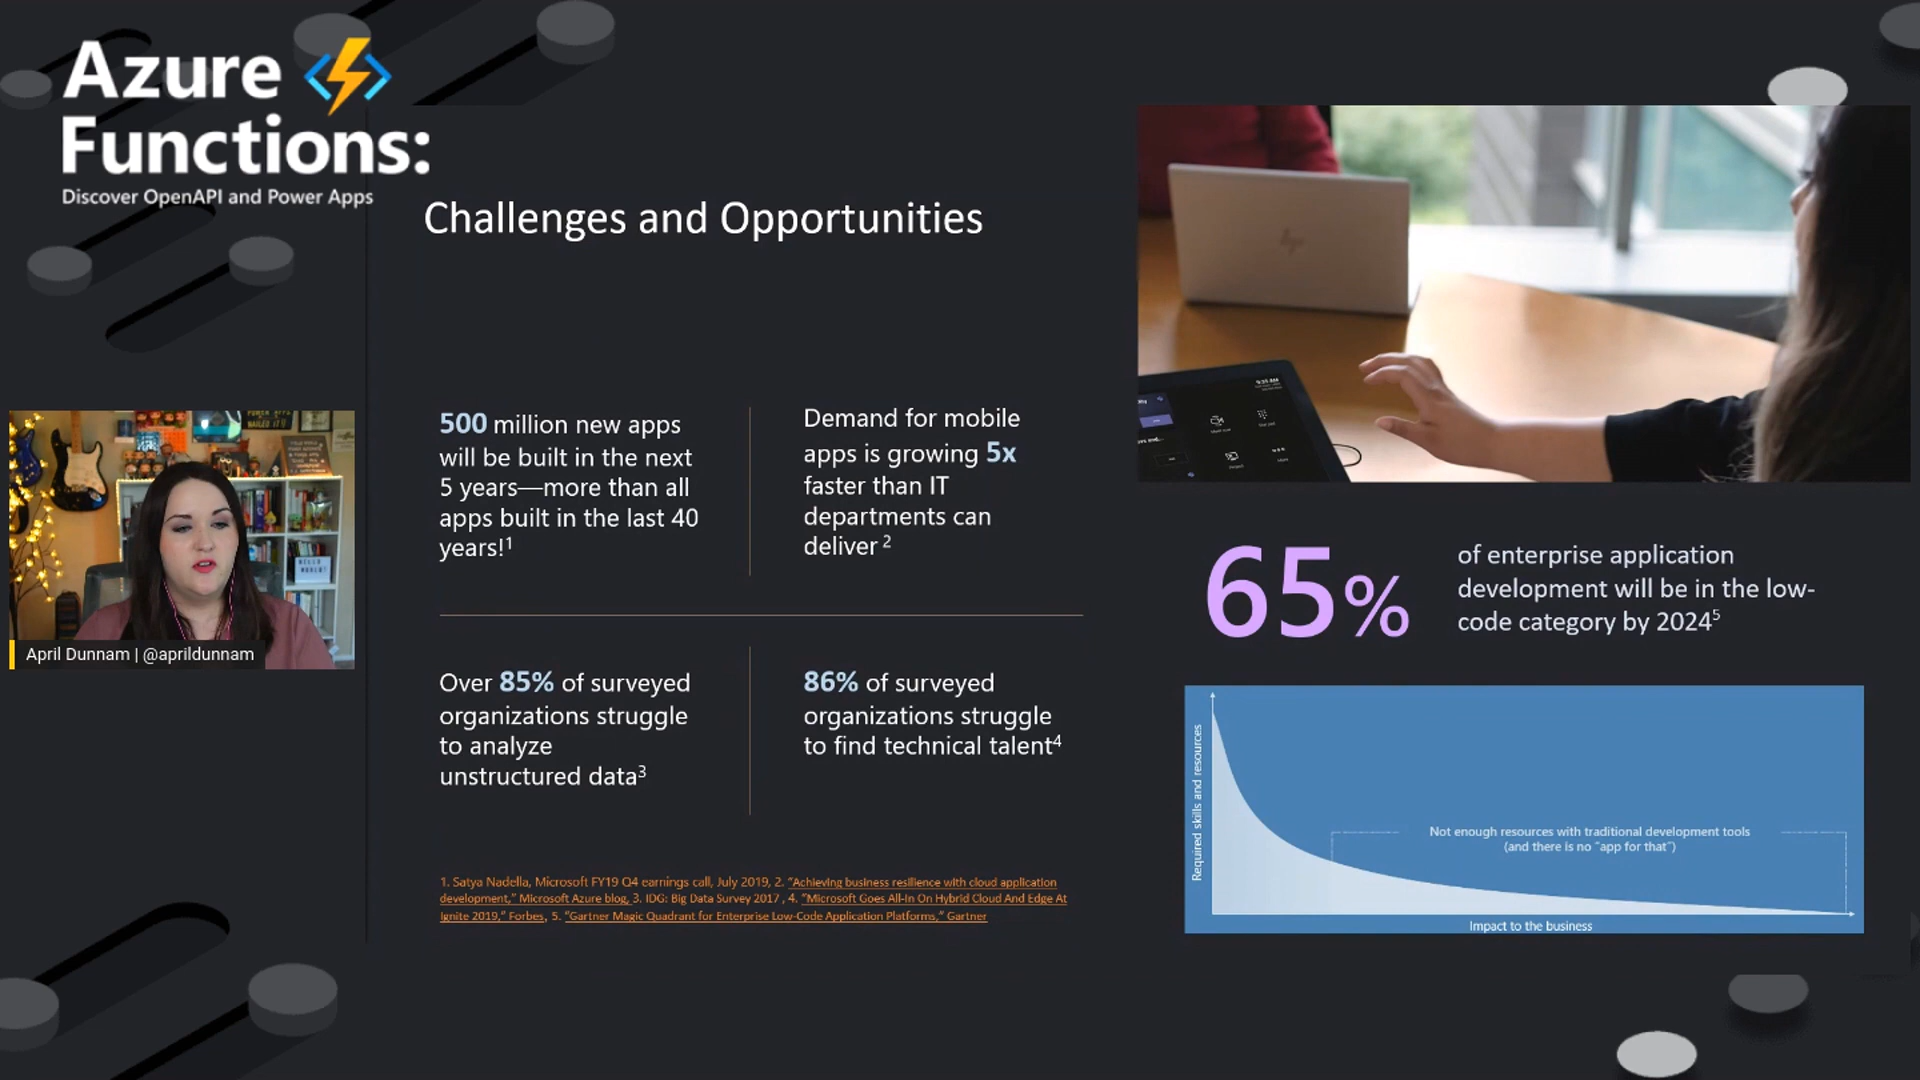 Azure
Functions:
Discover OpenAPI and Power Apps
Challenges and Opportunities
500 million new apps
will be built in the next
5 years—more than all
apps built in the last 40
years!1
Demand for mobile
apps is growing 5x
faster than IT
departments can
deliver 2
Over 85% of surveyed
organizations struggle
to analyze
unstructured data3
86% of surveyed
organizations struggle
to find technical talent4
1. Satya Nadella, Microsoft FY19 Q4 earnings call, July 2019, 2. “Achieving business resilience with cloud application
development,” Microsoft Azure blog, 3. IDG: Big Data Survey 2017 , 4. “Microsoft Goes All-In On Hybrid Cloud And Edge At
Ignite 2019,” Forbes, 5. “Gartner Magic Quadrant for Enterprise Low-Code Application Platforms,” Gartner
65%
of enterprise application
development will be in the low-
code category by 20245
Required skills and resources
Not enough resources with traditional development tools
(and there is no “app for that”)
Impact to the business
hp
April Dunnam | @aprildunnam